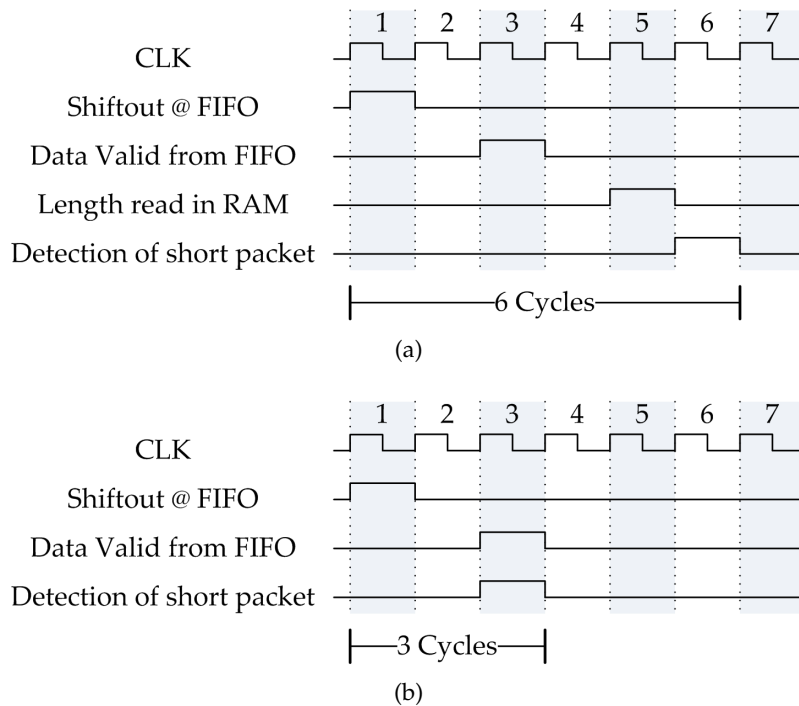 1 2 3 4 5 6 7
CLK
Shiftout @ FIFO
Data Valid from FIFO
Length read in RAM
Detection of short packet
6 Cycles
(a)
1 2 3 4 5 6 7
CLK
Shiftout @ FIFO
Data Valid from FIFO
Detection of short packet
3 Cycles
(b)